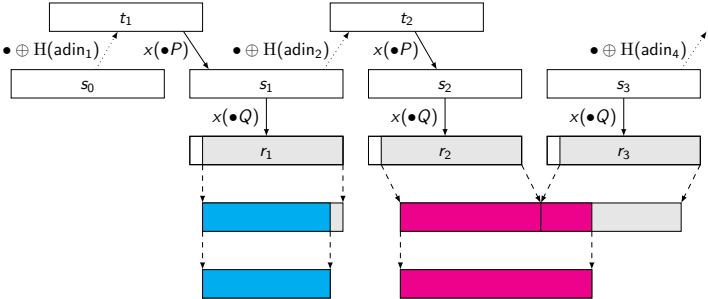 t₁ t₂
• ⊕ H(adin₁) x(•P) • ⊕ H(adin₂) x(•P) • ⊕ H(adin₄)
s₀ s₁ s₂ s₃
x(•Q) x(•Q) x(•Q)
r₁ r₂ r₃